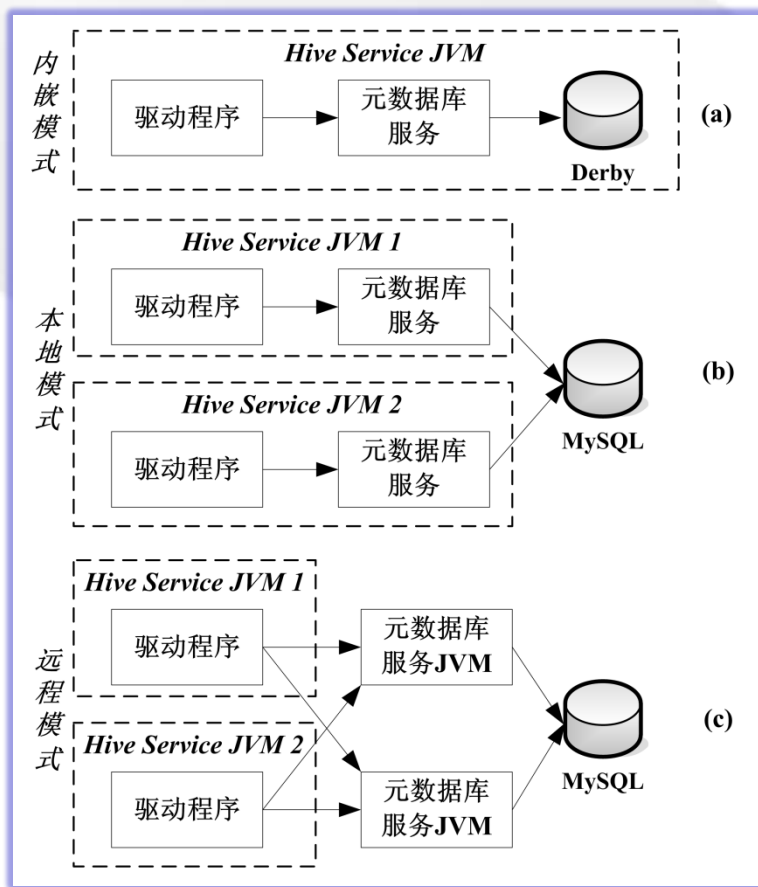 内嵌模式
Hive Service JVM
驱动程序
元数据库
服务
Derby
(a)
本地模式
Hive Service JVM 1
驱动程序
元数据库
服务
Hive Service JVM 2
驱动程序
元数据库
服务
MySQL
(b)
远程模式
Hive Service JVM 1
驱动程序
元数据库
服务JVM
Hive Service JVM 2
驱动程序
元数据库
服务JVM
MySQL
(c)